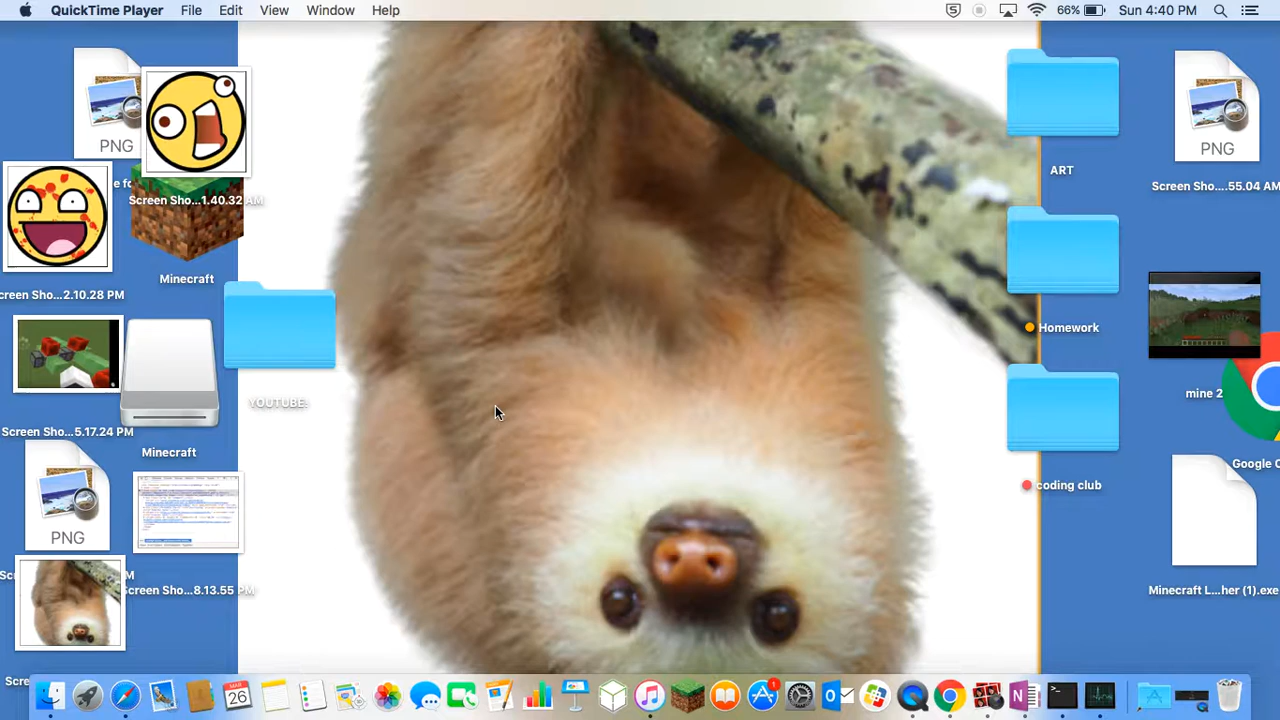 QuickTime Player File Edit View Window Help 66% Sun 4:40 PM
PNG
Screen Sho...1.40.32 AM
creen Sho...2.10.28 PM
Minecraft
Screen Sho...5.17.24 PM
Minecraft
YOUTUBE:
PNG
Screen Sho...8.13.55 PM
ART
PNG
Screen Sho....55.04 AM
Homework
mine 2
Google C
coding club
Minecraft L...her (1).exe
MAR
26
1